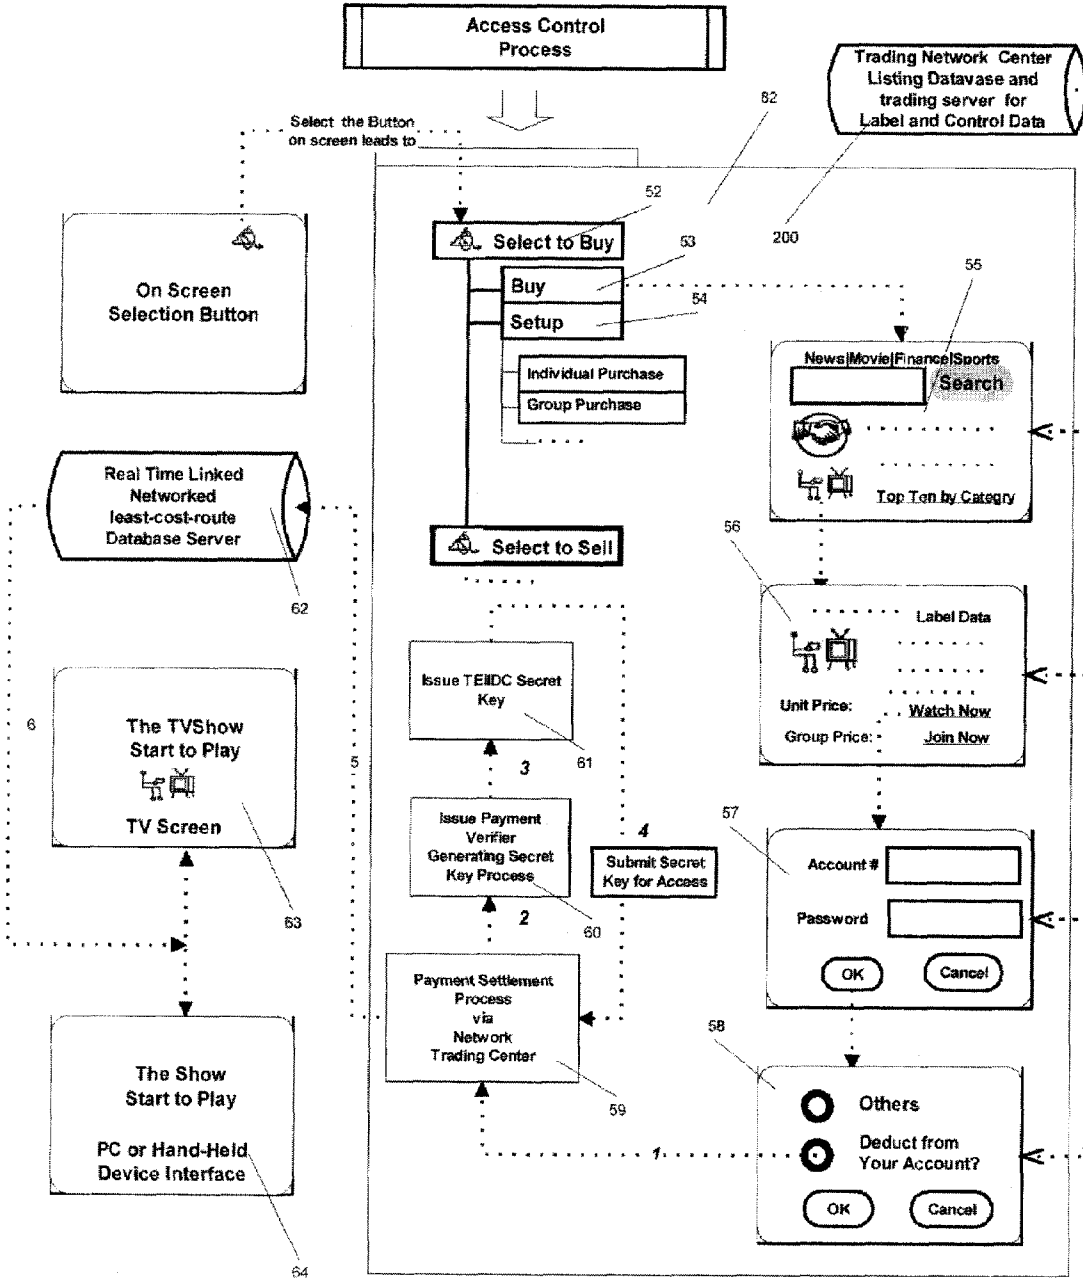 Access Control
Process
Trading Network Center
Listing Datavase and
trading server for
Label and Control Data
82
200
Select the Button
on screen leads to
52
Select to Buy
53
Buy
54
Setup
Individual Purchase
Group Purchase
Select to Sell
On Screen
Selection Button
55
News|Movie|Finance|Sports
Search
Top Ten by Categry
Real Time Linked
Networked
least-cost-route
Database Server
62
56
Label Data
Unit Price:
Watch Now
Group Price:
Join Now
Issue TEIIDC Secret
Key
61
3
6
5
The TVShow
Start to Play
TV Screen
63
Issue Payment
Verifier
Generating Secret
Key Process
60
2
4
Submit Secret
Key for Access
57
Account #
Password
OK
Cancel
Payment Settlement
Process
via
Network
Trading Center
59
1
58
Others
Deduct from
Your Account?
OK
Cancel
The Show
Start to Play
PC or Hand-Held
Device Interface
64